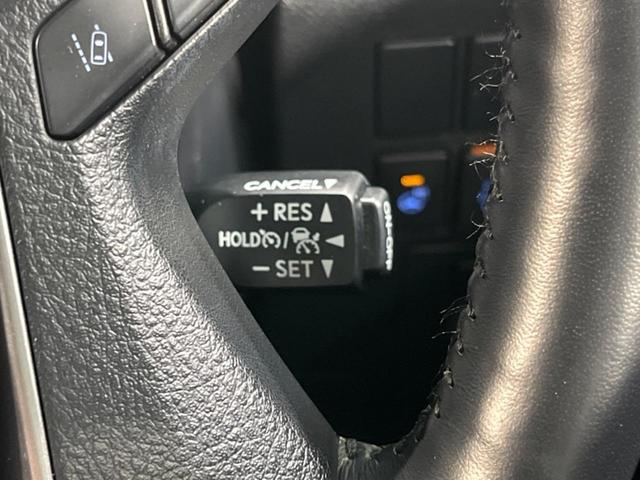 CANCEL
+ RES
HOLD /
− SET
ON·OFF